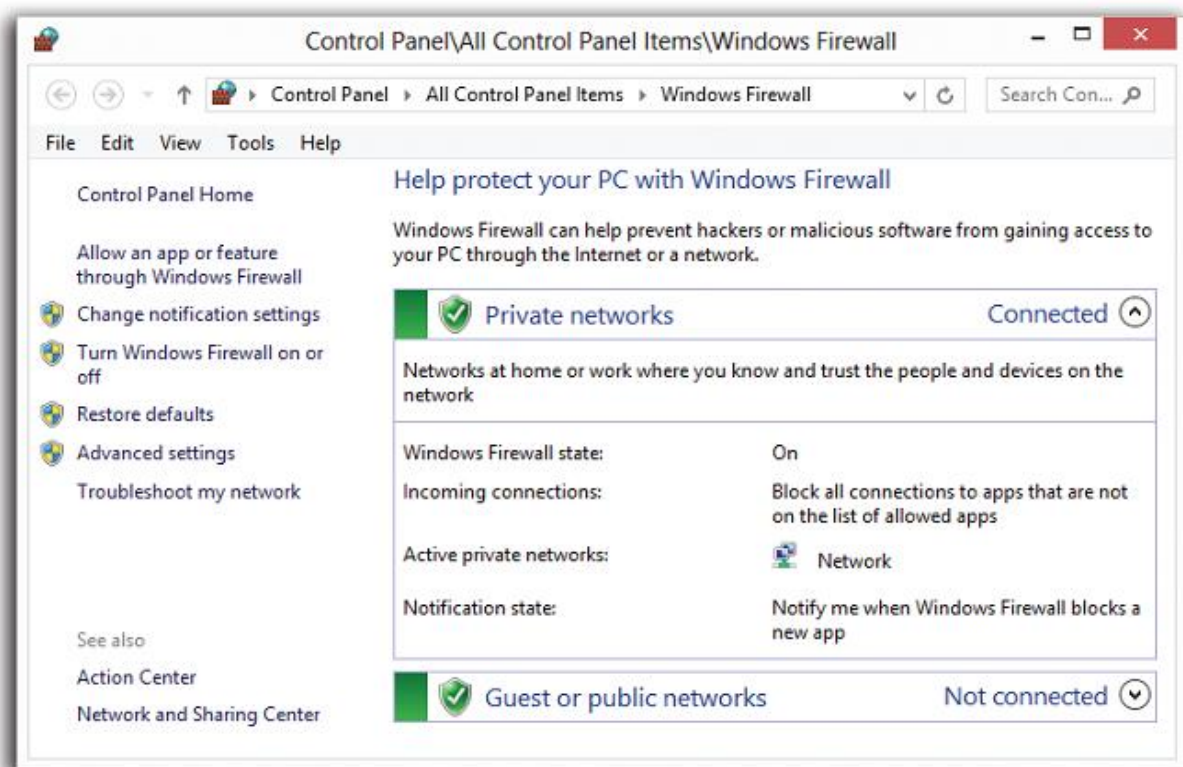 Control Panel\All Control Panel Items\Windows Firewall
Control Panel All Control Panel Items Windows Firewall
Search Con...
File Edit View Tools Help
Control Panel Home
Allow an app or feature
through Windows Firewall
Change notification settings
Turn Windows Firewall on or
off
Restore defaults
Advanced settings
Troubleshoot my network
See also
Action Center
Network and Sharing Center
Help protect your PC with Windows Firewall
Windows Firewall can help prevent hackers or malicious software from gaining access to
your PC through the Internet or a network.
Private networks Connected
Networks at home or work where you know and trust the people and devices on the
network
Windows Firewall state: On
Incoming connections: Block all connections to apps that are not
on the list of allowed apps
Active private networks: Network
Notification state: Notify me when Windows Firewall blocks a
new app
Guest or public networks Not connected